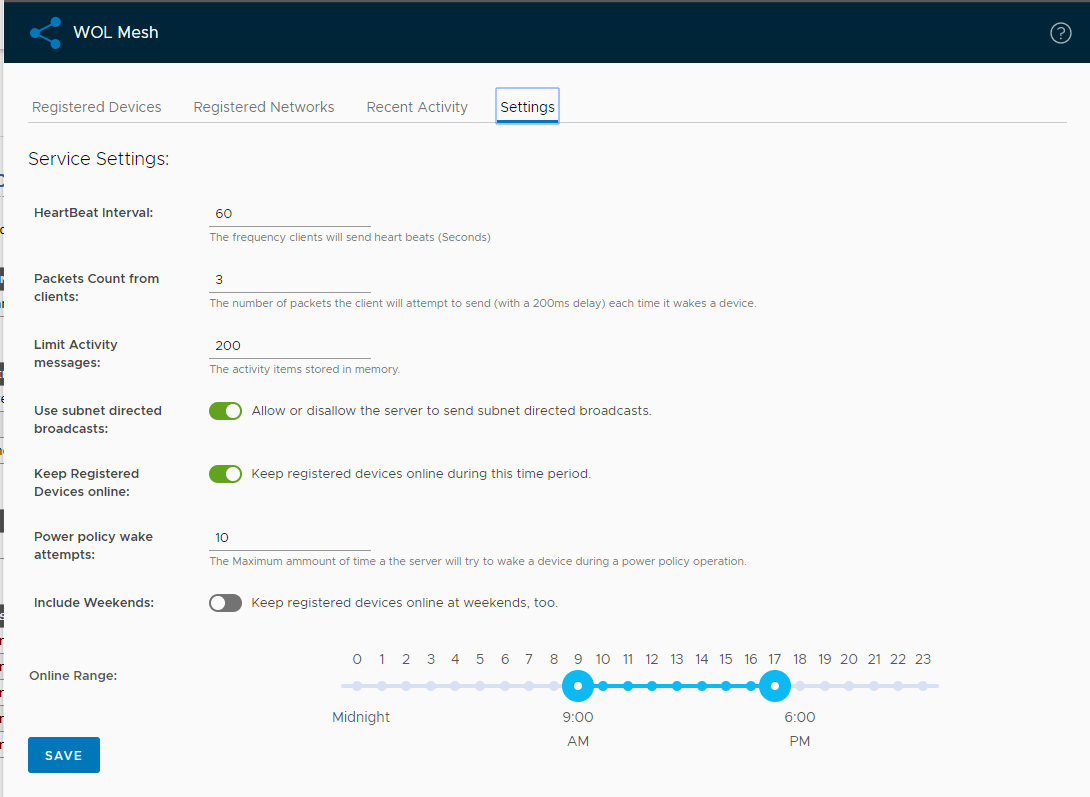 WOL Mesh
?
Registered Devices Registered Networks Recent Activity Settings
Service Settings:
HeartBeat Interval: 60
The frequency clients will send heart beats (Seconds)
Packets Count from
clients:
3
The number of packets the client will attempt to send (with a 200ms delay) each time it wakes a device.
Limit Activity
messages:
200
The activity items stored in memory.
Use subnet directed
broadcasts:
Allow or disallow the server to send subnet directed broadcasts.
Keep Registered
Devices online:
Keep registered devices online during this time period.
Power policy wake
attempts:
10
The Maximum ammount of time a the server will try to wake a device during a power policy operation.
Include Weekends: Keep registered devices online at weekends, too.
0 1 2 3 4 5 6 7 8 9 10 11 12 13 14 15 16 17 18 19 20 21 22 23
Online Range:
Midnight 9:00 6:00
AM PM
SAVE